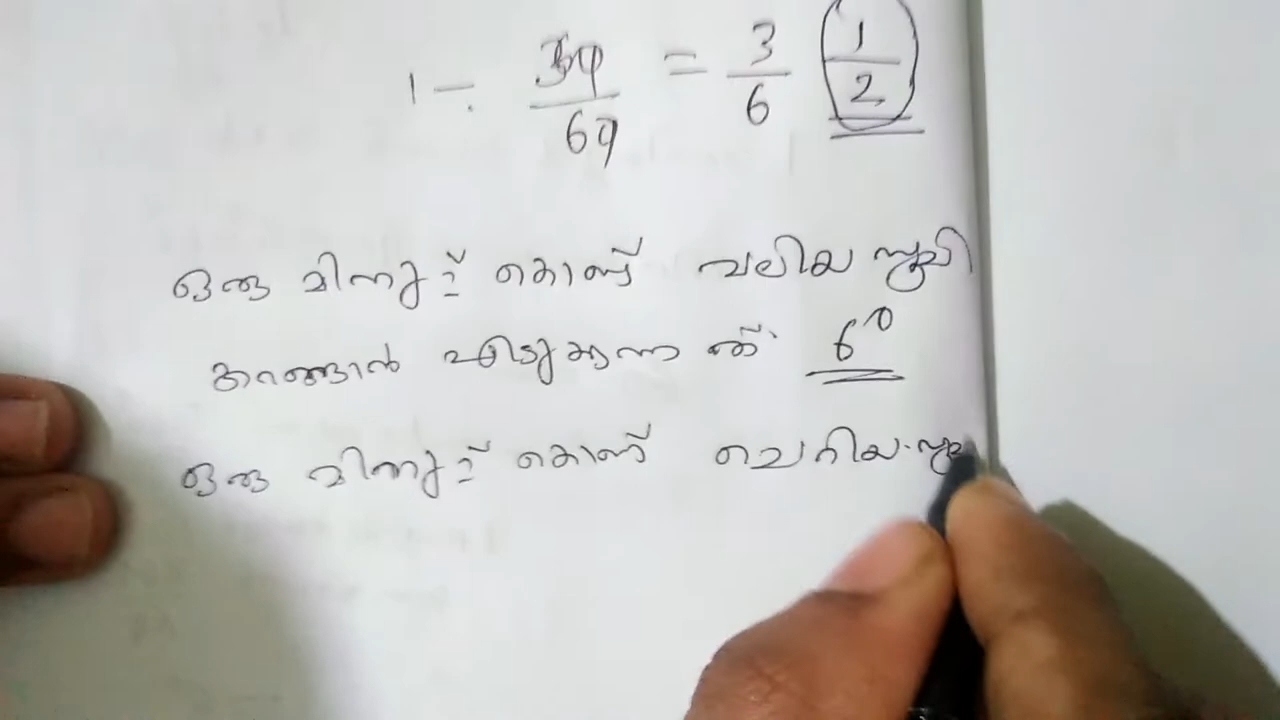 1 ÷ 30/60 = 3/6 1/2
ഒരു മിനുട്ട് കൊണ്ട് വലിയ സൂചി
കറങ്ങാൻ എടുക്കുന്നത് 6°
ഒരു മിനുട്ട് കൊണ്ട് ചെറിയ സൂ